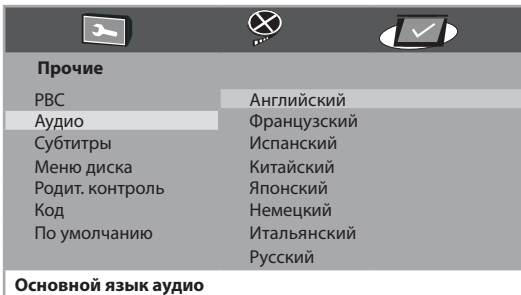 Прочие
PBC Английский
Аудио Французский
Субтитры Испанский
Меню диска Китайский
Родит. контроль Японский
Код Немецкий
По умолчанию Итальянский
Русский
Основной язык аудио